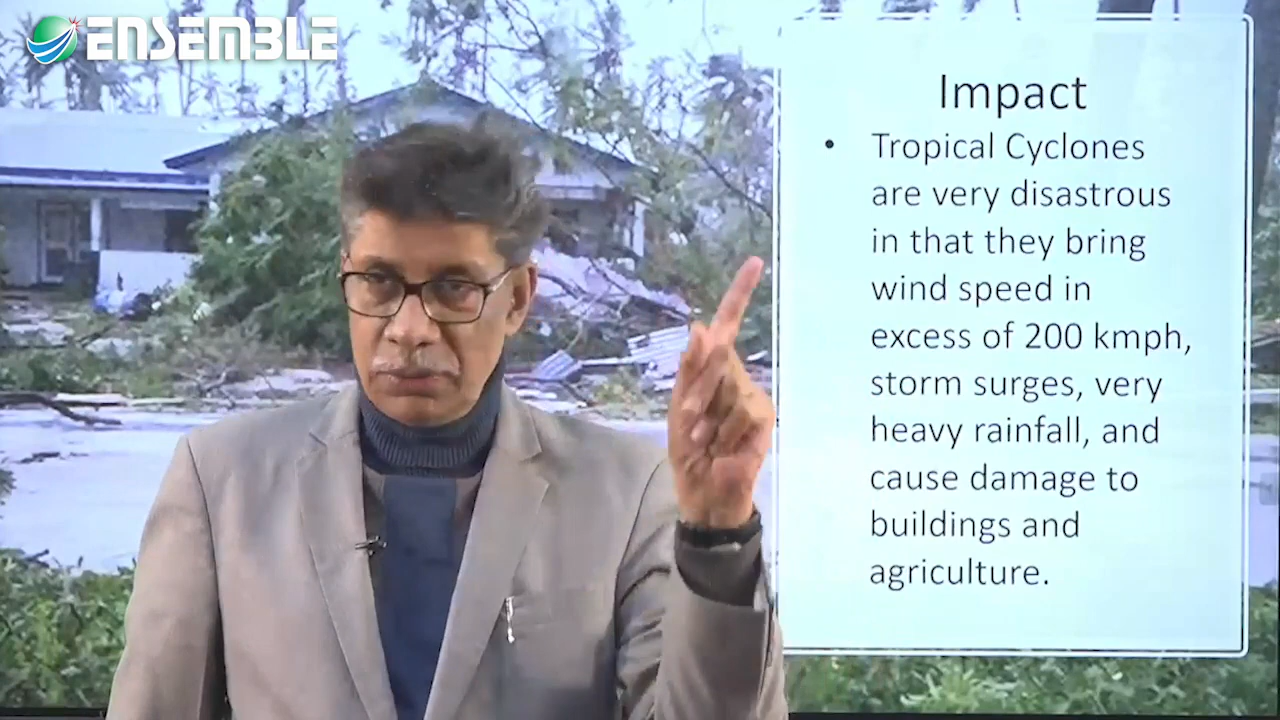 ENSEMBLE
Impact
• Tropical Cyclones
are very disastrous
in that they bring
wind speed in
excess of 200 kmph,
storm surges, very
heavy rainfall, and
cause damage to
buildings and
agriculture.